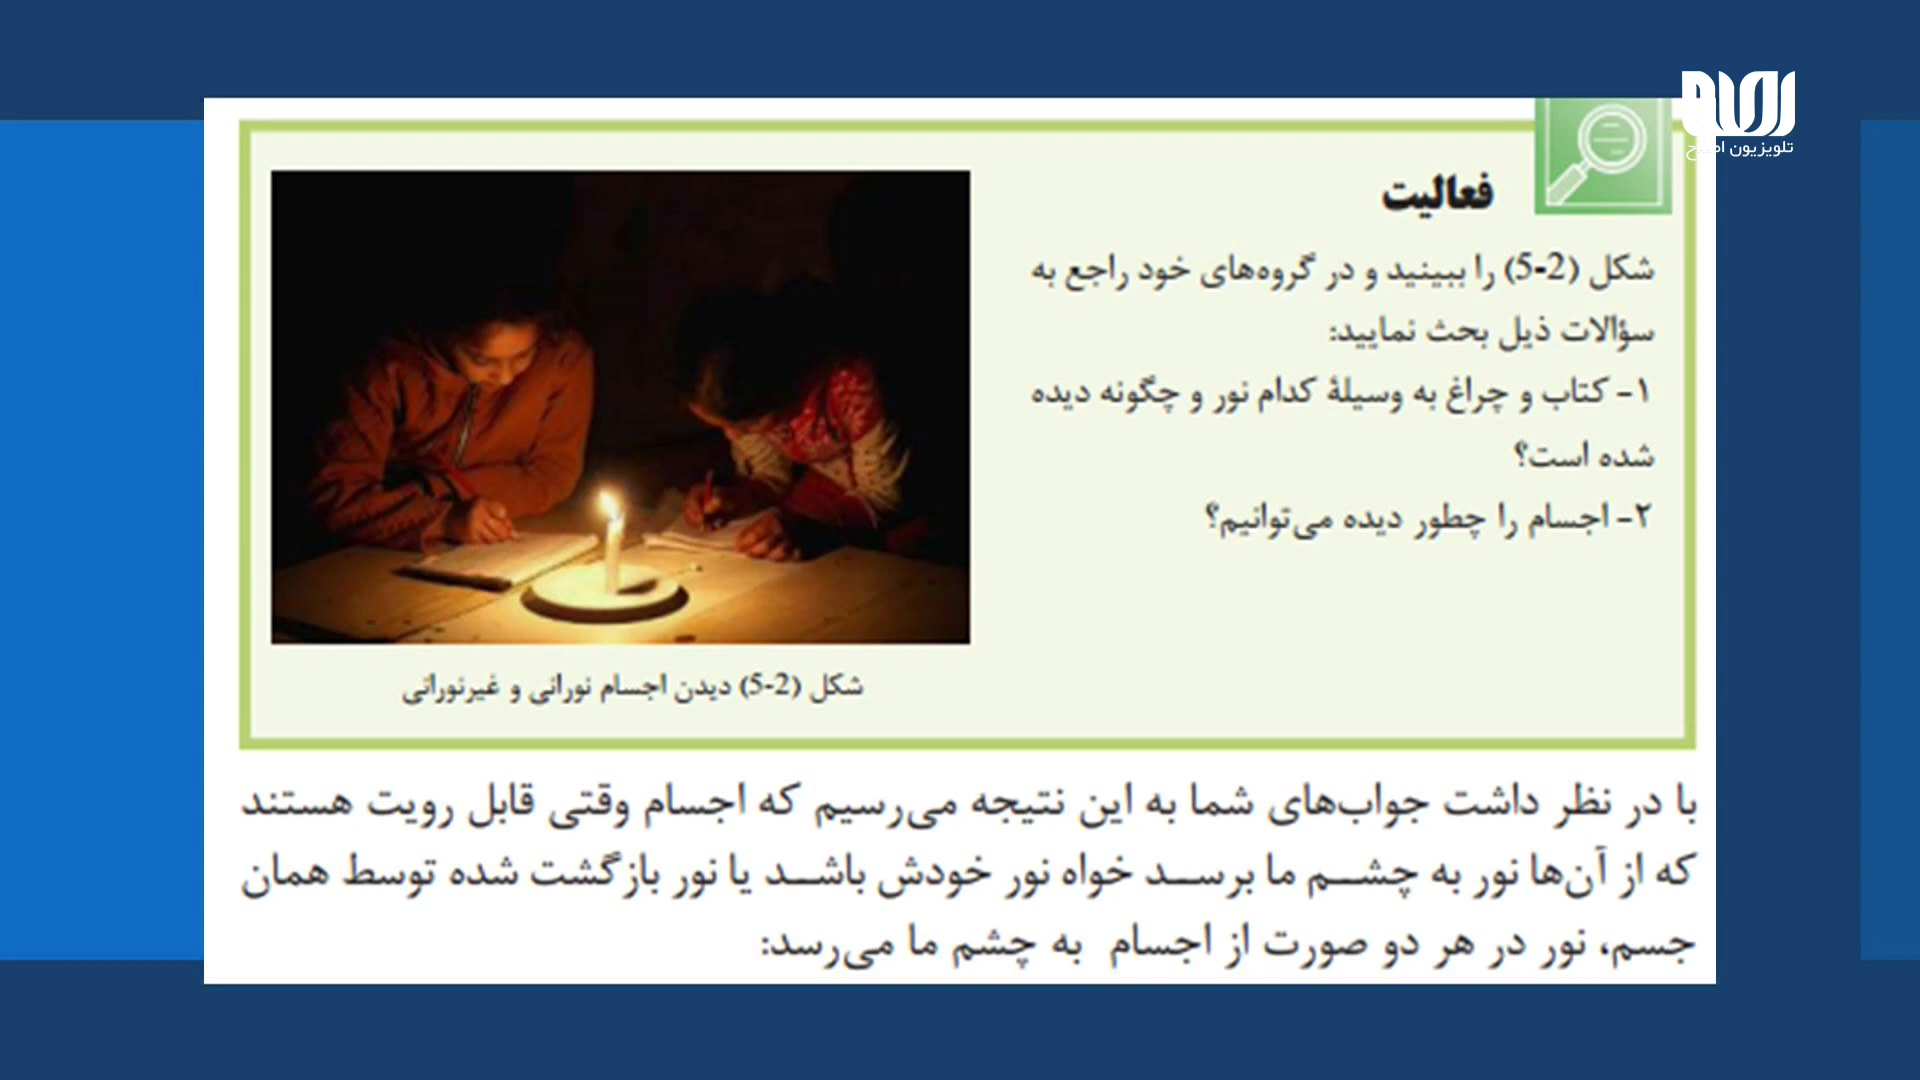 تلویزیون
فعالیت
شکل (2-5) را ببینید و در گروه‌های خود راجع به
سؤالات ذیل بحث نمایید:
۱- کتاب و چراغ به وسیلۀ کدام نور و چگونه دیده
شده است؟
۲- اجسام را چطور دیده می‌توانیم؟
شکل (2-5) دیدن اجسام نورانی و غیرنورانی
با در نظر داشت جواب‌های شما به این نتیجه می‌رسیم که اجسام وقتی قابل رویت هستند
که از آن‌ها نور به چشم ما برسد خواه نور خودش باشد یا نور بازگشت شده توسط همان
جسم، نور در هر دو صورت از اجسام به چشم ما می‌رسد: